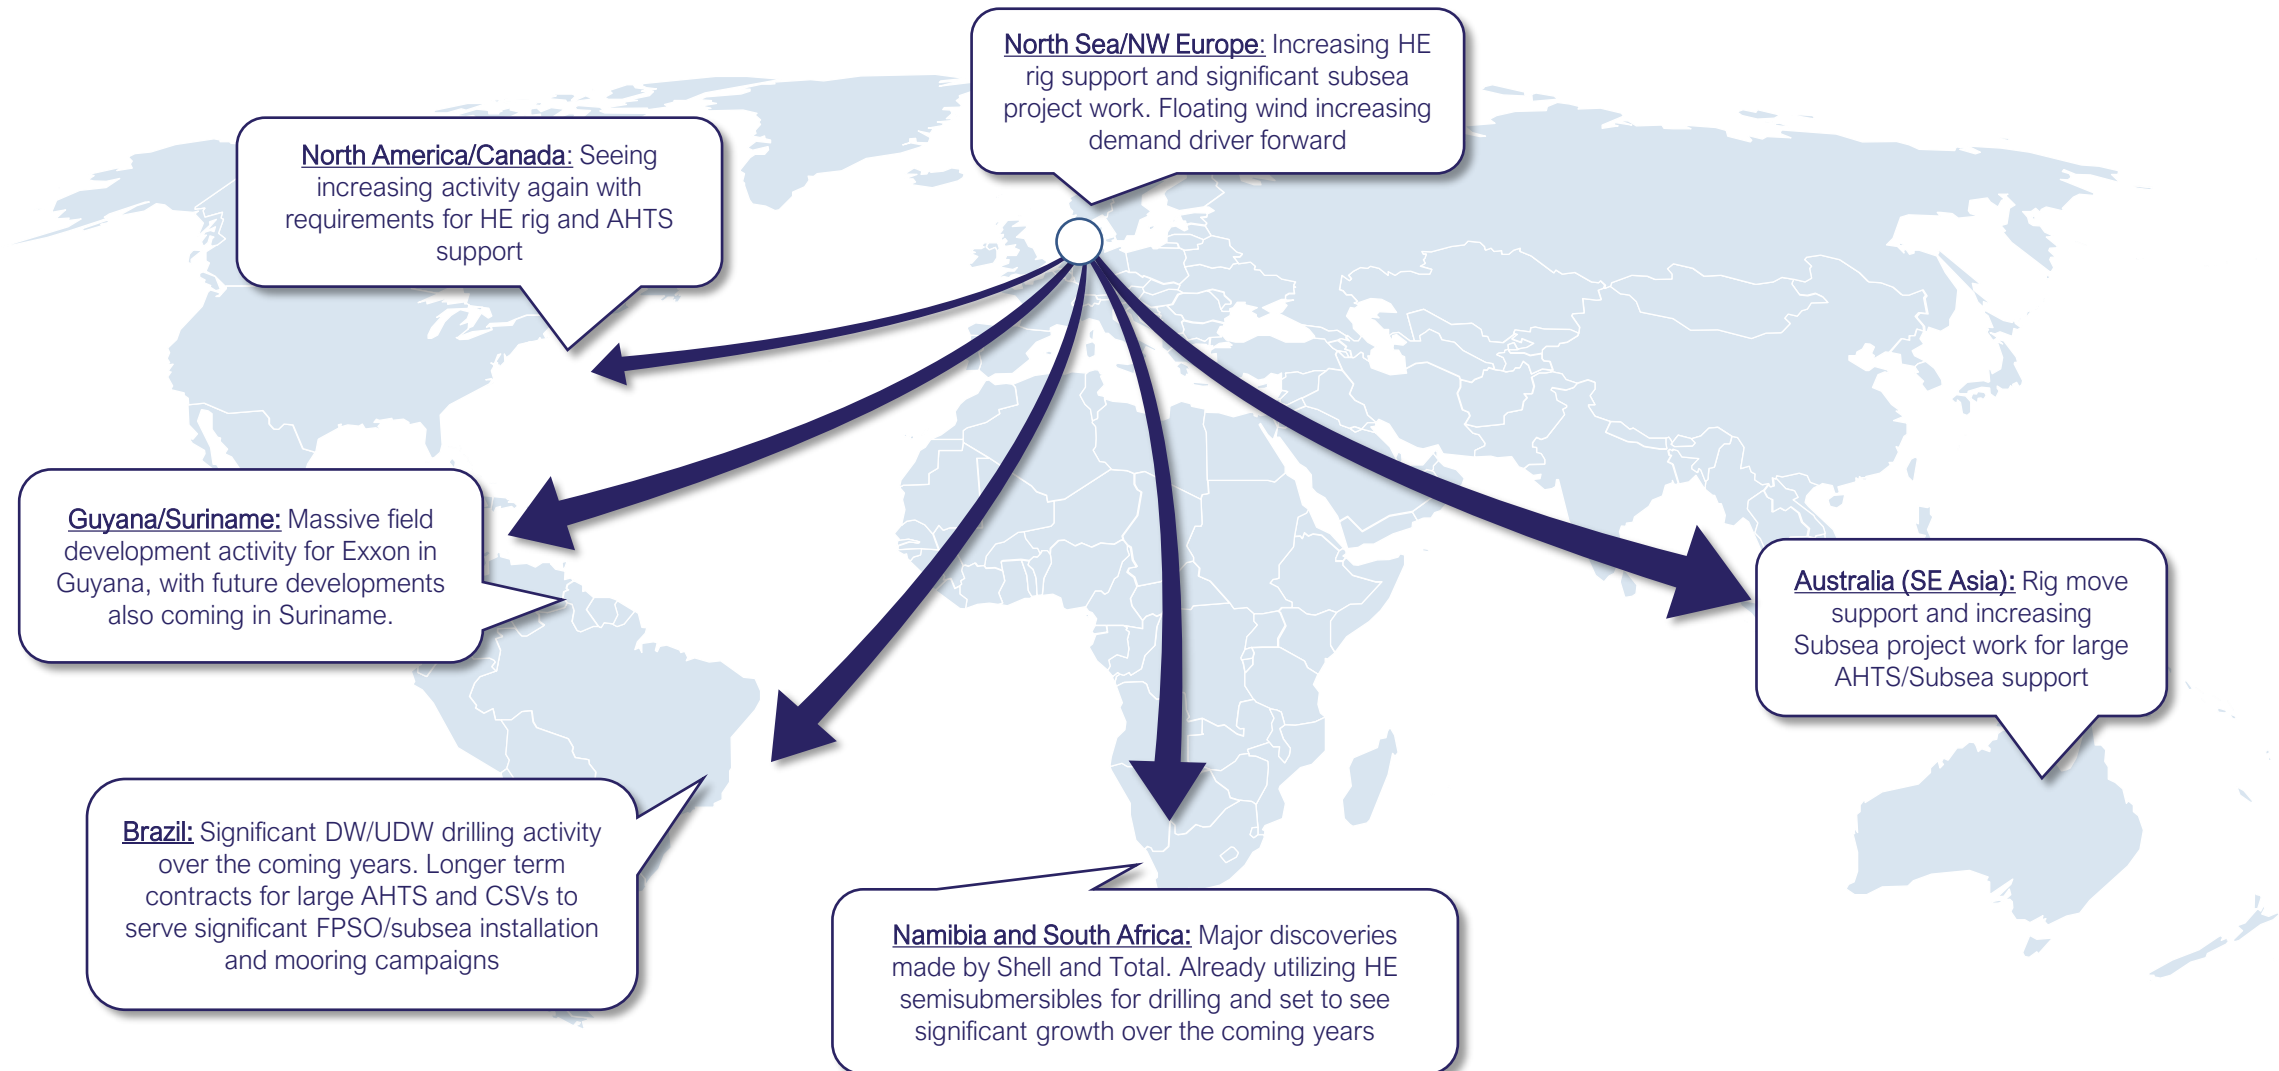 North Sea/NW Europe: Increasing HE
rig support and significant subsea
project work. Floating wind increasing
demand driver forward
North America/Canada: Seeing
increasing activity again with
requirements for HE rig and AHTS
support
Guyana/Suriname: Massive field
development activity for Exxon in
Guyana, with future developments
also coming in Suriname.
Australia (SE Asia): Rig move
support and increasing
Subsea project work for large
AHTS/Subsea support
Brazil: Significant DW/UDW drilling activity
over the coming years. Longer term
contracts for large AHTS and CSVs to
serve significant FPSO/subsea installation
and mooring campaigns
Namibia and South Africa: Major discoveries
made by Shell and Total. Already utilizing HE
semisubmersibles for drilling and set to see
significant growth over the coming years